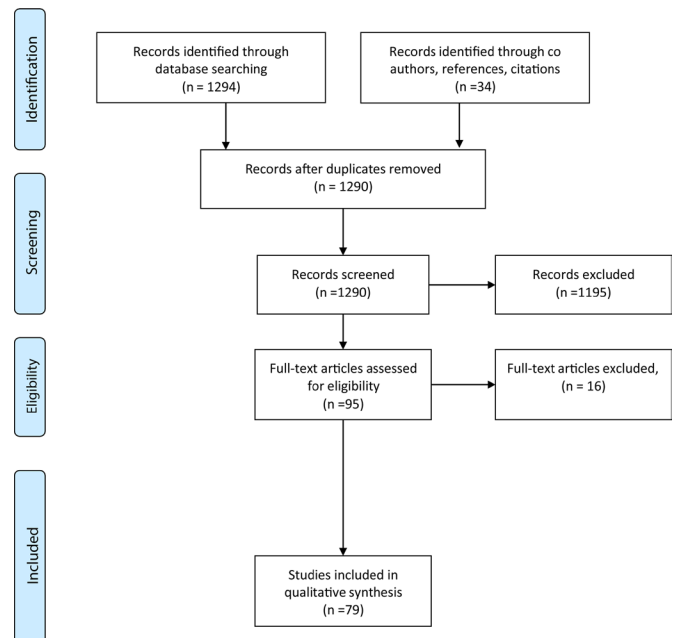 Identification
Records identified through
database searching
(n = 1294)
Records identified through co
authors, references, citations
(n =34)
Records after duplicates removed
(n = 1290)
Screening
Records screened
(n =1290)
Records excluded
(n =1195)
Eligibility
Full-text articles assessed
for eligibility
(n =95)
Full-text articles excluded,
(n = 16)
Included
Studies included in
qualitative synthesis
(n =79)